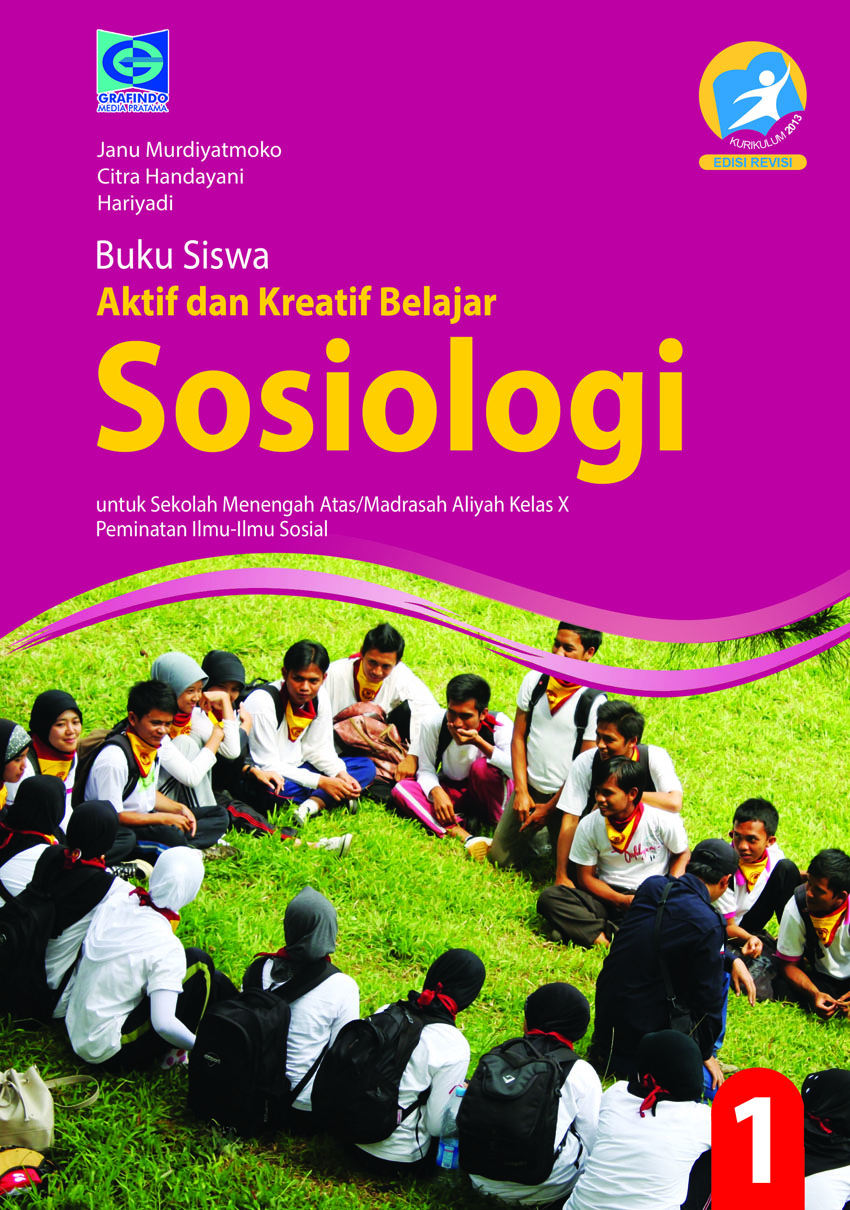 GRAFINDO
MEDIA PRATAMA
KURIKULUM 2013
EDISI REVISI
Janu Murdiyatmoko
Citra Handayani
Hariyadi
Buku Siswa
Aktif dan Kreatif Belajar
Sosiologi
untuk Sekolah Menengah Atas/Madrasah Aliyah Kelas X
Peminatan Ilmu-Ilmu Sosial
1